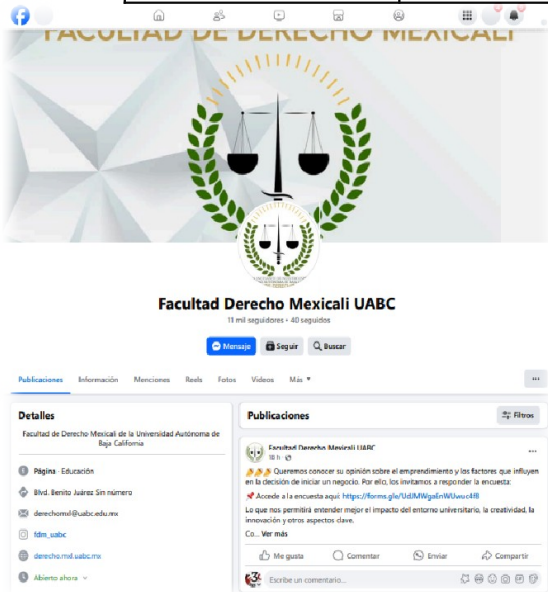 FACULTAD DE DERECHO MEXICALI
Facultad Derecho Mexicali UABC
11 mil seguidores • 40 seguidos
Mensaje
Seguir
Buscar
Publicaciones Información Menciones Reels Fotos Videos Más
Detalles
Facultad de Derecho Mexicali de la Universidad Autónoma de
Baja California
Página · Educación
Blvd. Benito Juárez Sin número
derechomxl@uabc.edu.mx
fdm_uabc
derecho.mxl.uabc.mx
Abierto ahora
Publicaciones
Filtros
Facultad Derecho Mexicali UABC
18 h
Queremos conocer su opinión sobre el emprendimiento y los factores que influyen
en la decisión de iniciar un negocio. Por ello, los invitamos a responder la encuesta:
Accede a la encuesta aquí:
Lo que nos permitirá entender mejor el impacto del entorno universitario, la creatividad, la
innovación y otros aspectos clave.
Co... Ver más
Me gusta Comentar Enviar Compartir
Escribe un comentario...